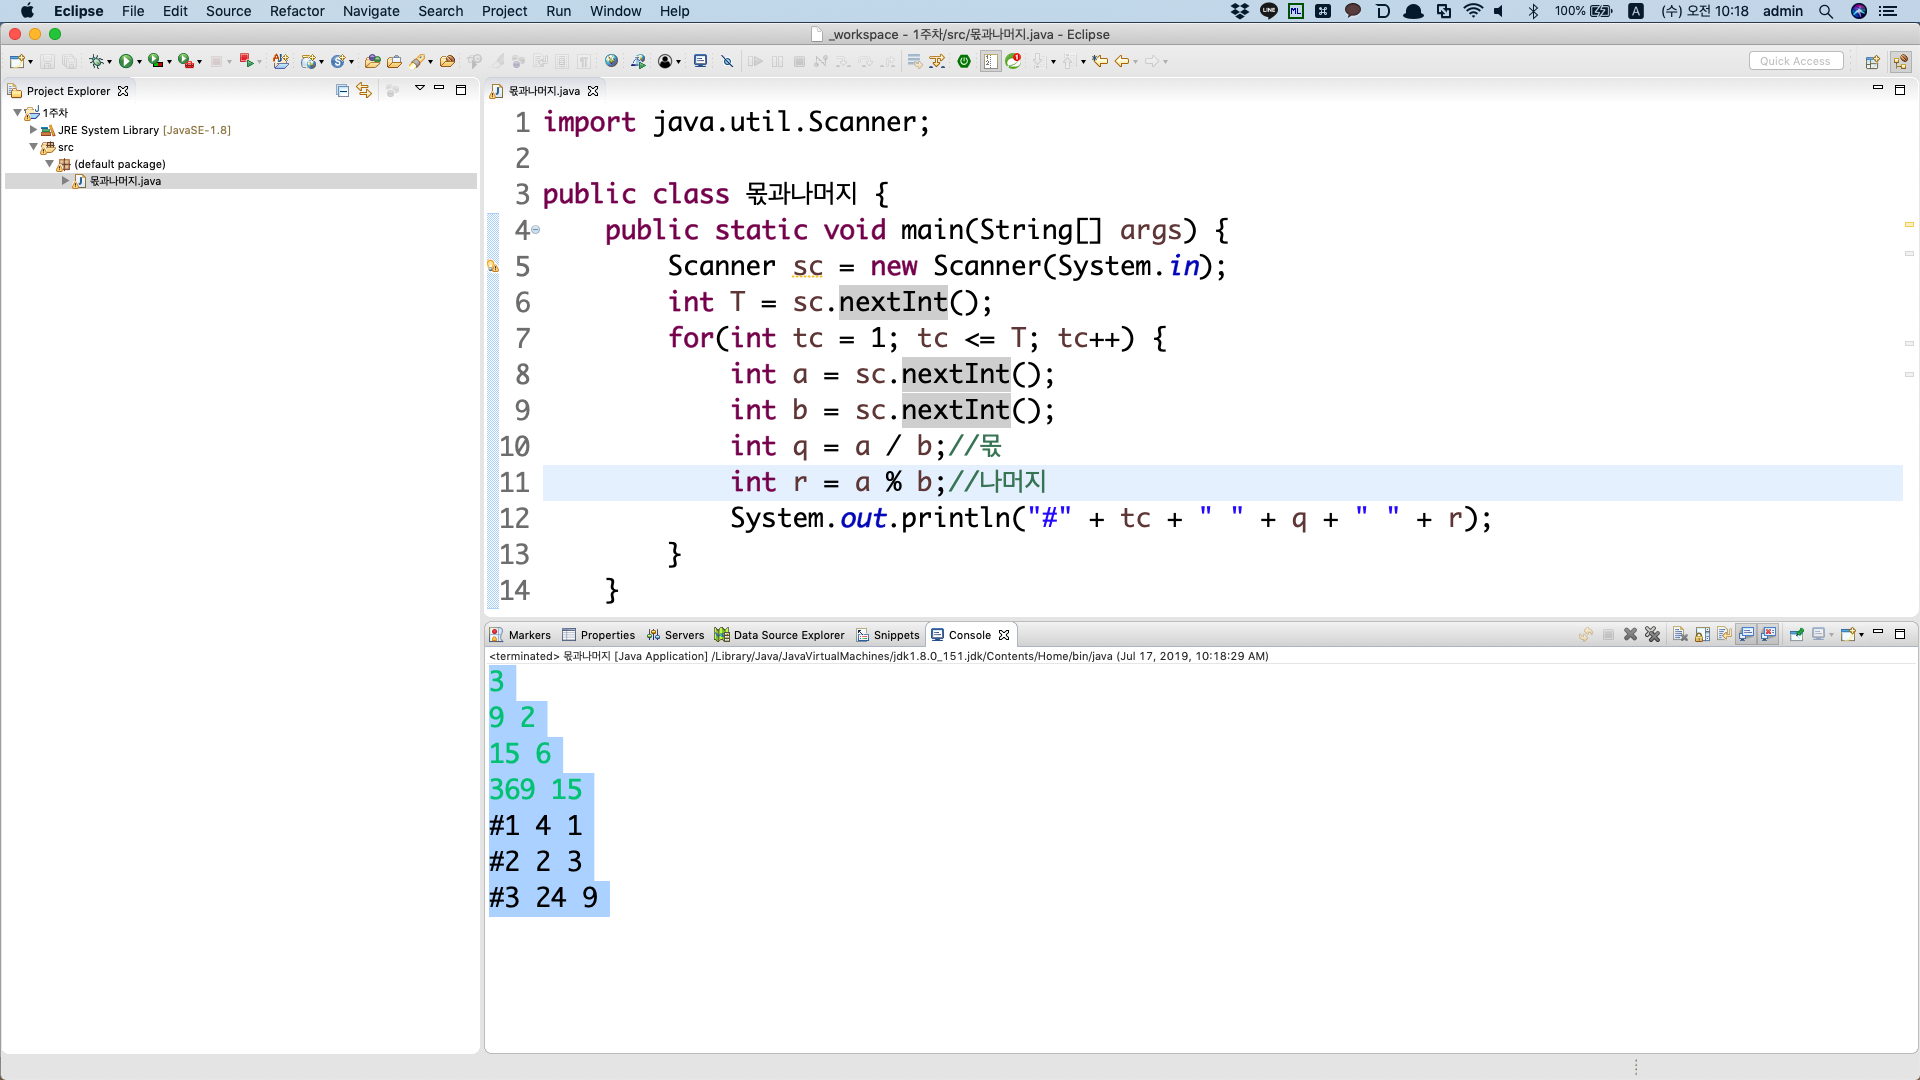 Eclipse File Edit Source Refactor Navigate Search Project Run Window Help 100% (수) 오전 10:18 admin
_workspace - 1주차/src/몫과나머지.java - Eclipse
Quick Access
Project Explorer
1주차
JRE System Library [JavaSE-1.8]
src
(default package)
몫과나머지.java
몫과나머지.java
1 import java.util.Scanner;
2
3 public class 몫과나머지 {
4 public static void main(String[] args) {
5 Scanner sc = new Scanner(System.in);
6 int T = sc.nextInt();
7 for(int tc = 1; tc <= T; tc++) {
8 int a = sc.nextInt();
9 int b = sc.nextInt();
10 int q = a / b;//몫
11 int r = a % b;//나머지
12 System.out.println("#" + tc + " " + q + " " + r);
13 }
14 }
Markers Properties Servers Data Source Explorer Snippets Console
<terminated> 몫과나머지 [Java Application] /Library/Java/JavaVirtualMachines/jdk1.8.0_151.jdk/Contents/Home/bin/java (Jul 17, 2019, 10:18:29 AM)
3
9 2
15 6
369 15
#1 4 1
#2 2 3
#3 24 9